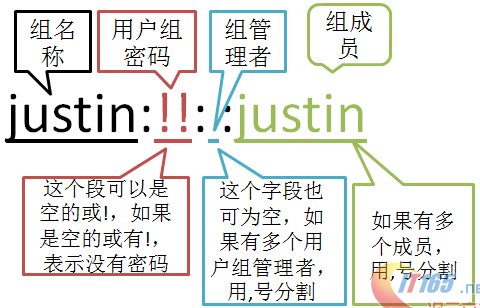 组名
称
用户组
密码
组管
理者
组成
员
justin:!!: :justin
这个段可以是
空的或!，如果
是空的或有!，
表示没有密码
这个字段也
可为空，如
果有多个用
户组管理者，
用,号分割
如果有多
个成员，
用,号分割
IT165.net